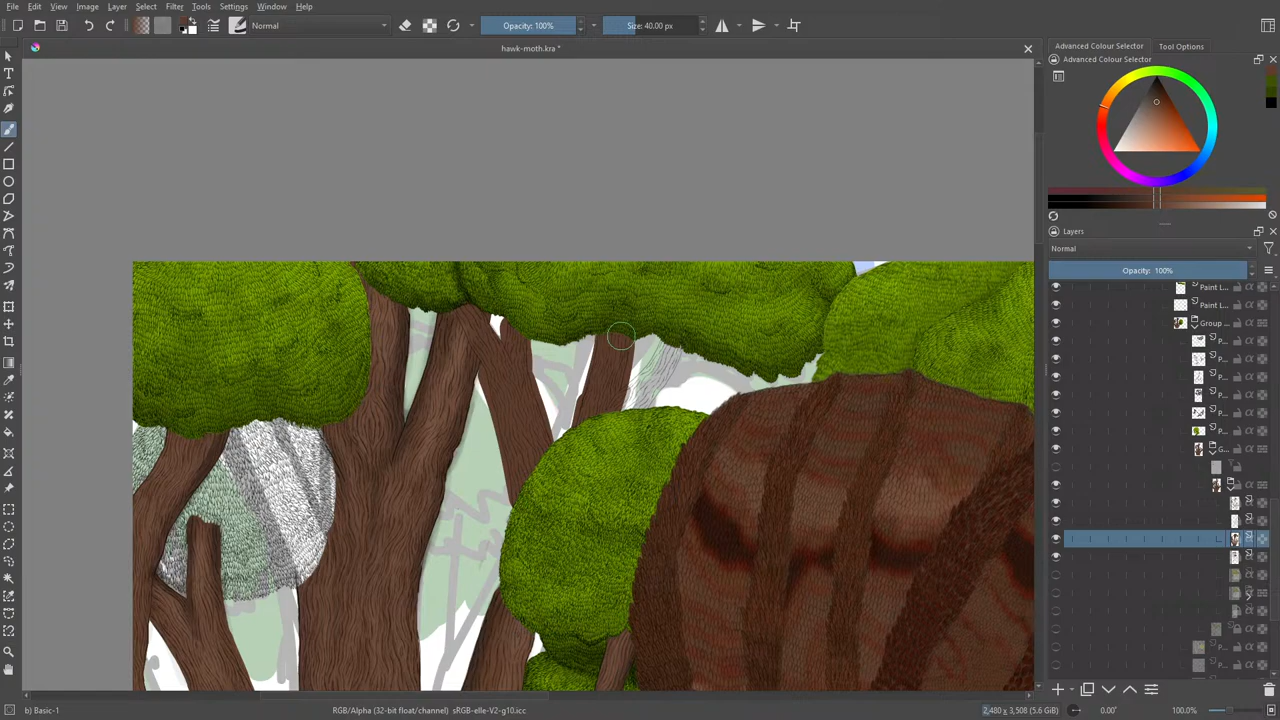 File Edit View Image Layer Select Filter Tools Settings Window Help
Normal Opacity: 100% Size: 40.00 px
hawk-moth.kra *
Advanced Colour Selector Tool Options
Advanced Colour Selector
Layers
Normal
Opacity: 100%
Paint L...
Paint L...
Group ...
P...
P...
P...
P...
P...
P...
G...
P...
P...
b) Basic-1 RGB/Alpha (32-bit float/channel) sRGB-elle-V2-g10.icc 2,480 x 3,508 (5.6 GiB) 0.00° 100.0%